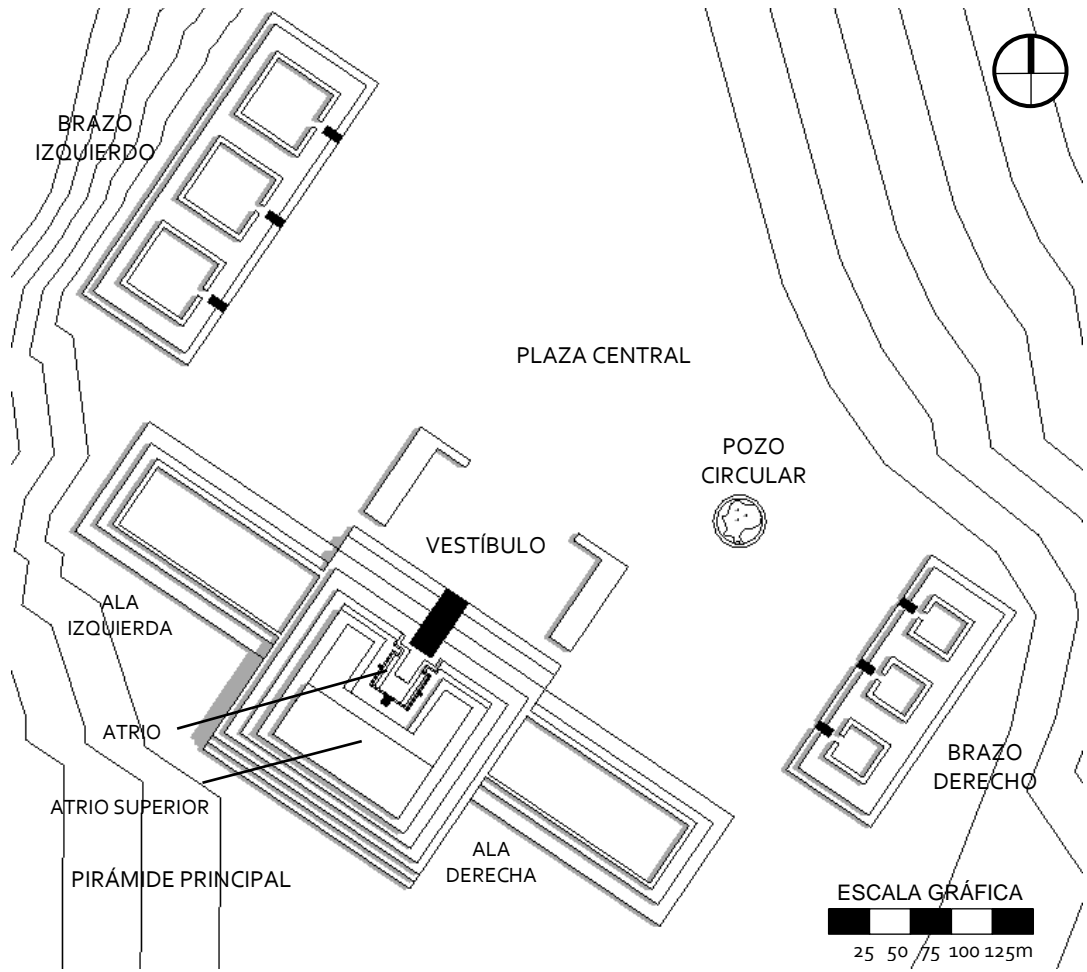 BRAZO
IZQUIERDO
PLAZA CENTRAL
POZO
CIRCULAR
VESTÍBULO
ALA
IZQUIERDA
ATRIO
BRAZO
DERECHO
ATRIO SUPERIOR
ALA
DERECHA
PIRÁMIDE PRINCIPAL
ESCALA GRÁFICA
25 50 75 100 125m